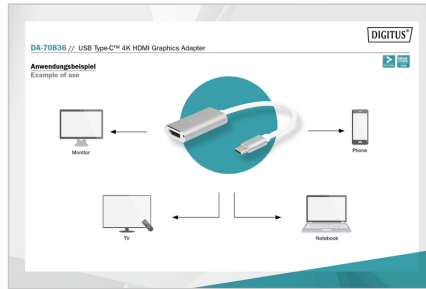 DIGITUS®
DA-70836 // USB Type-C™ 4K HDMI Graphics Adapter
Anwendungsbeispiel
Example of use
Monitor
Phone
TV
Notebook